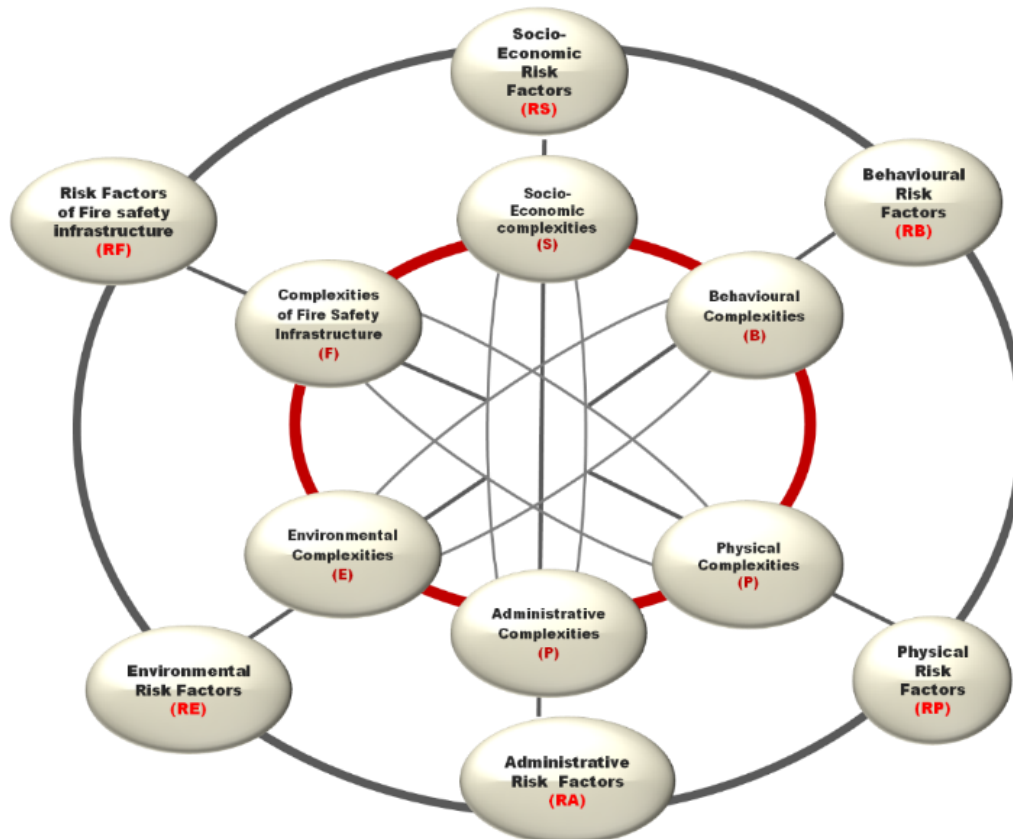 Socio-
Economic
Risk
Factors
(RS)
Risk Factors
of Fire safety
infrastructure
(RF)
Behavioural
Risk
Factors
(RB)
Socio-
Economic
complexities
(S)
Complexities
of Fire Safety
Infrastructure
(F)
Behavioural
Complexities
(B)
Environmental
Complexities
(E)
Physical
Complexities
(P)
Administrative
Complexities
(P)
Environmental
Risk Factors
(RE)
Physical
Risk
Factors
(RP)
Administrative
Risk Factors
(RA)